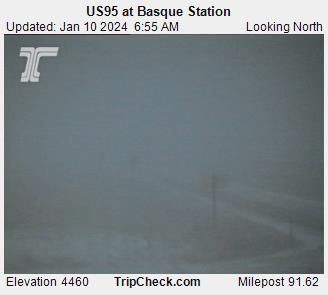 US95 at Basque Station
Updated: Jan 10 2024 6:55 AM Looking North
Elevation 4460 TripCheck.com Milepost 91.62